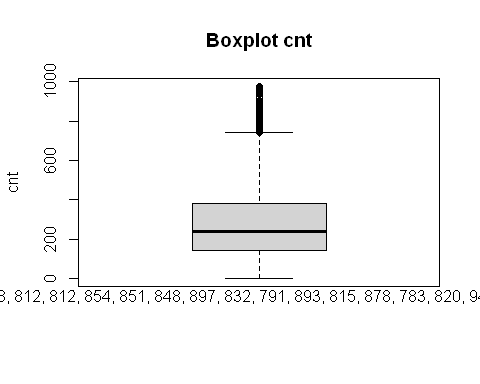 Boxplot cnt
1000
600
200
0
cnt
812, 812, 854, 851, 848, 897, 832, 791, 893, 815, 878, 783, 820,